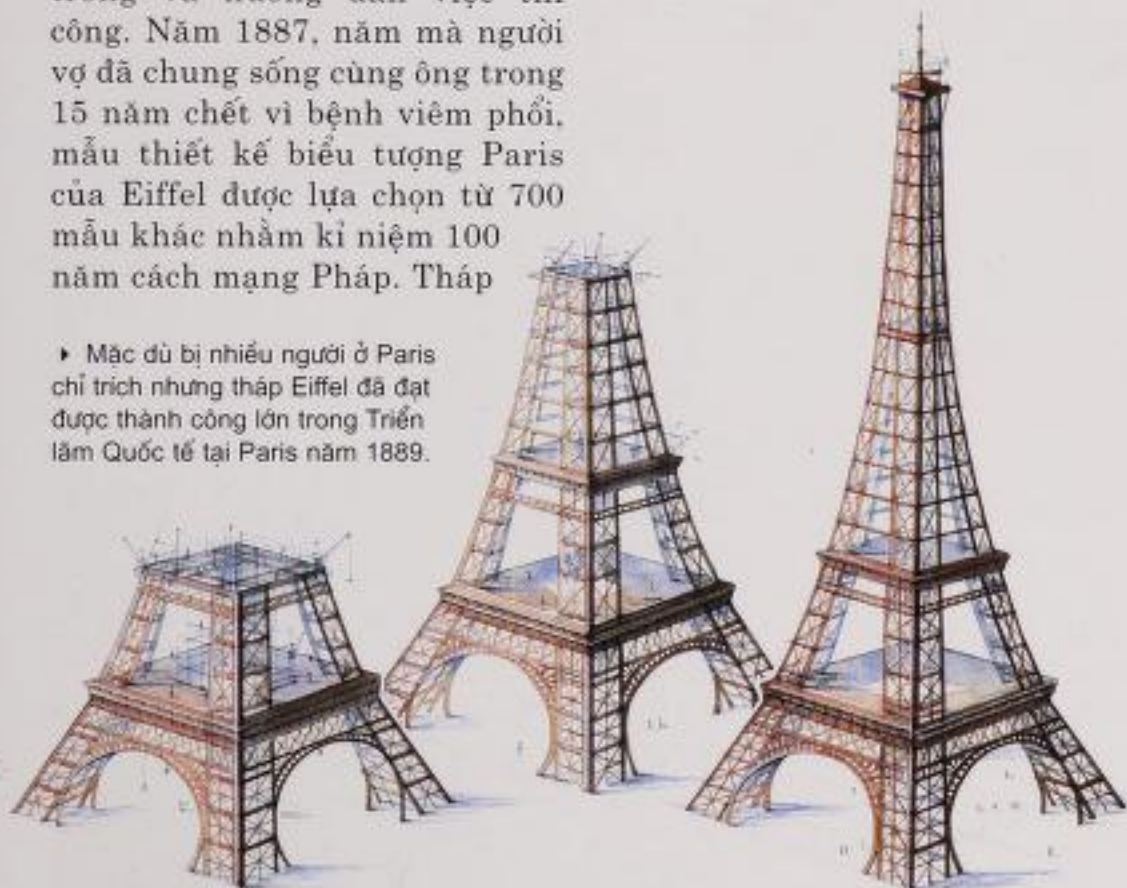 công. Năm 1887, năm mà người
vợ đã chung sống cùng ông trong
15 năm chết vì bệnh viêm phổi,
mẫu thiết kế biểu tượng Paris
của Eiffel được lựa chọn từ 700
mẫu khác nhằm kỉ niệm 100
năm cách mạng Pháp. Tháp
‣ Mặc dù bị nhiều người ở Paris
chỉ trích nhưng tháp Eiffel đã đạt
được thành công lớn trong Triển
lãm Quốc tế tại Paris năm 1889.